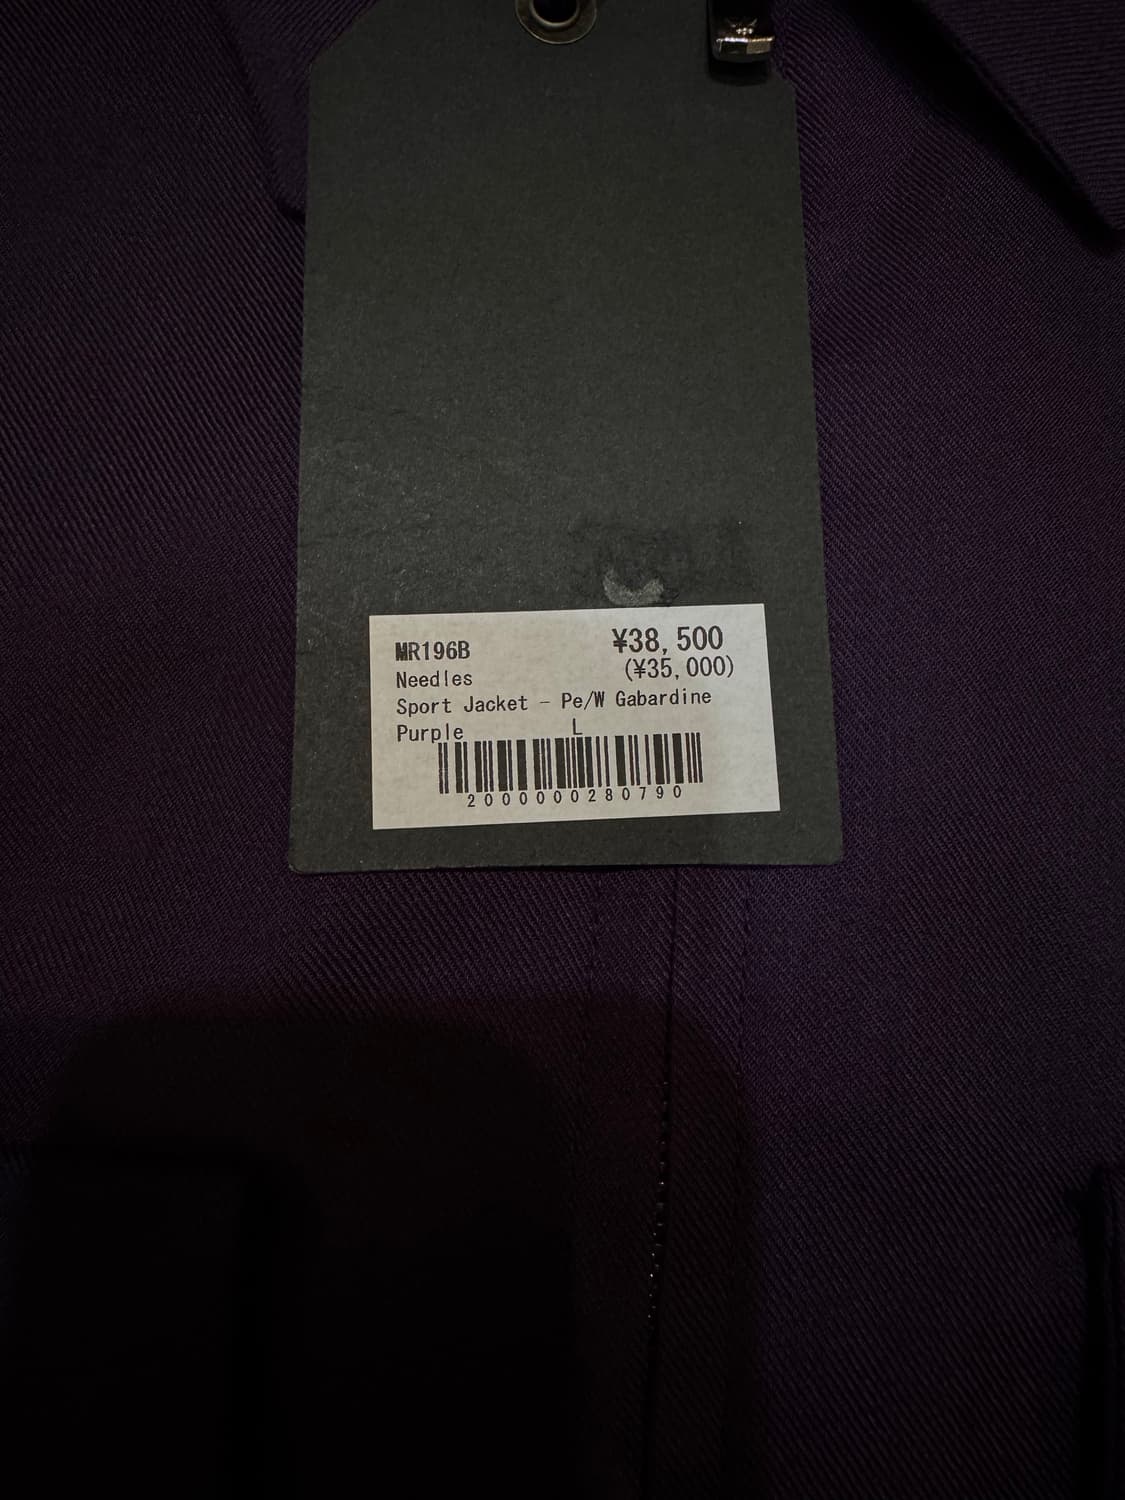 MR196B ¥38,500
Needles (¥35,000)
Sport Jacket - Pe/W Gabardine
Purple L
2000000280790